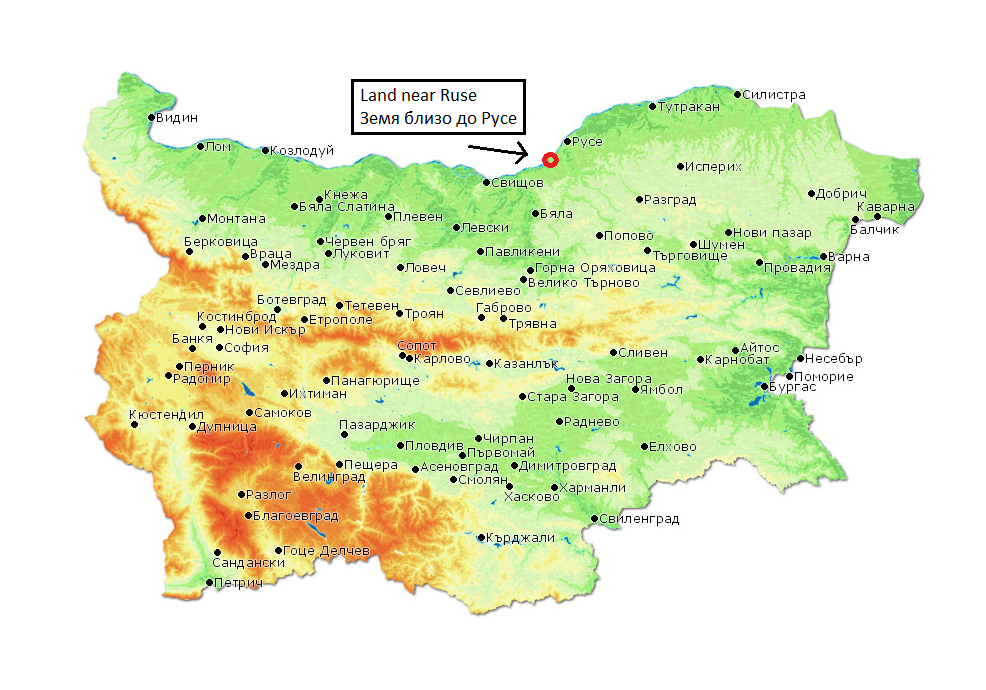 Land near Ruse
Земя близо до Русе
Силистра
Тутракан
Видин
Русе
Лом
Козлодуй
Исперих
Свищов
Кнежа
Добрич
Бяла Слатина
Разград
Каварна
Монтана
Плевен
Бяла
Балчик
Левски
Берковица
Червен бряг
Попово
Нови пазар
Шумен
Враца
Луковит
Павликени
Търговище
Варна
Мездра
Ловеч
Горна Оряховица
Провадия
Велико Търново
Севлиево
Ботевград
Тетевен
Габрово
Костинброд
Етрополе
Троян
Трявна
Нови Искър
Банкя
София
Сопот
Сливен
Айтос
Карловo
Карнобат
Несебър
Перник
Казанлък
Радомир
Панагюрище
Нова Загора
Поморие
Ямбол
Бургас
Ихтиман
Стара Загора
Кюстендил
Самоков
Дупница
Пазарджик
Раднево
Чирпан
Пловдив
Елхово
Първомай
Пещера
Асеновград
Димитровград
Велинград
Смолян
Харманли
Разлог
Хасково
Благоевград
Свиленград
Кърджали
Гоце Делчев
Сандански
Петрич